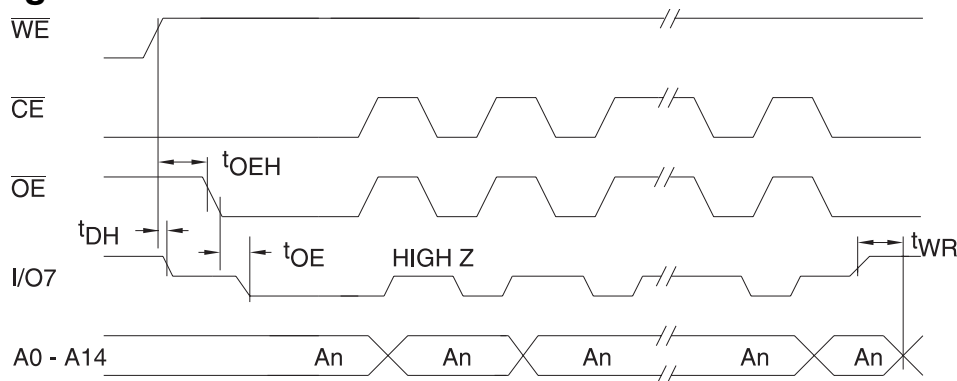 WE
CE
tOEH
OE
tDH
tOE
HIGH Z
tWR
I/O7
A0 - A14 An An An An An